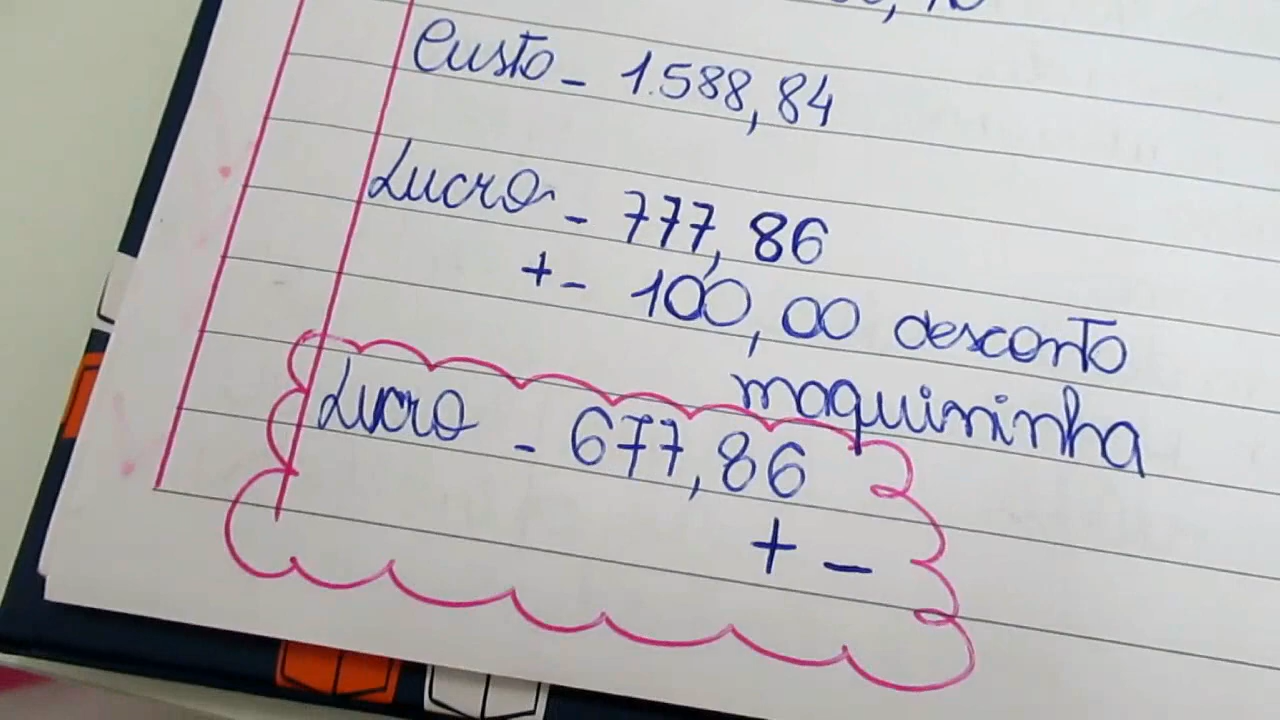 Custo - 1.588,84
Lucro - 777,86
+- 100,00 desconto
maquininha
Lucro - 677,86
+ -